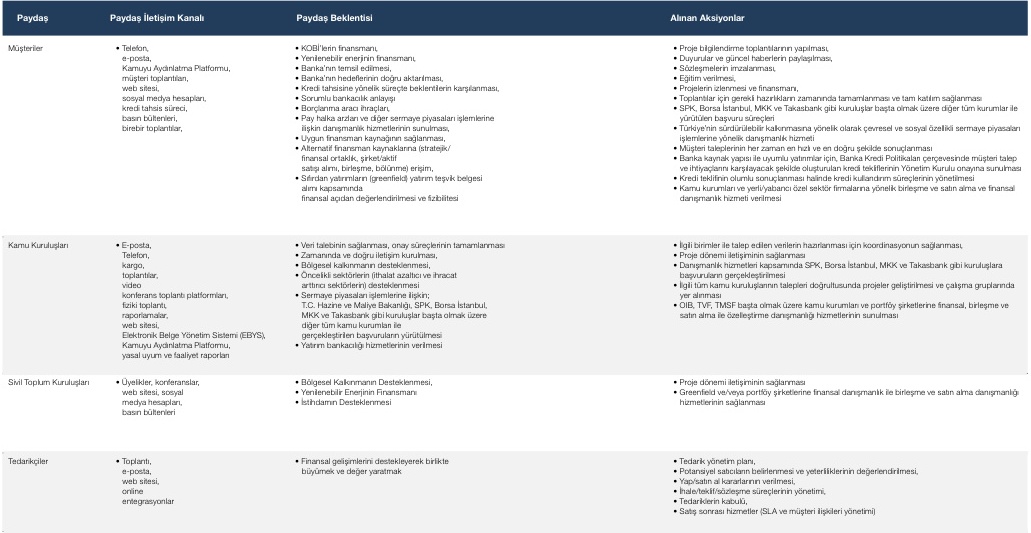 Paydaş
Paydaş İletişim Kanalı
Paydaş Beklentisi
Alınan Aksiyonlar
Müşteriler
• Telefon,
e-posta,
Kamuyu Aydınlatma Platformu,
müşteri toplantıları,
web sitesi,
sosyal medya hesapları,
kredi tahsis süreci,
basın bültenleri,
birebir toplantılar,
• KOBİ'lerin finansmanı,
• Yenilenebilir enerjinin finansmanı,
• Banka'nın temsil edilmesi,
• Banka'nın hedeflerinin doğru aktarılması,
• Kredi tahsisine yönelik süreçte beklentilerin karşılanması,
• Sorumlu bankacılık anlayışı
• Borçlanma aracı ihraçları,
• Pay halka arzları ve diğer sermaye piyasaları işlemlerine
ilişkin danışmanlık hizmetlerinin sunulması,
• Uygun finansman kaynağının sağlanması,
• Alternatif finansman kaynaklarına (stratejik/
finansal ortaklık, şirket/aktif
satışı alımı, birleşme, bölünme) erişim,
• Sıfırdan yatırımların (greenfield) yatırım teşvik belgesi
alımı kapsamında
finansal açıdan değerlendirilmesi ve fizibilitesi
• Proje bilgilendirme toplantılarının yapılması,
• Duyurular ve güncel haberlerin paylaşılması,
• Sözleşmelerin imzalanması,
• Eğitim verilmesi,
• Projelerin izlenmesi ve finansmanı,
• Toplantılar için gerekli hazırlıkların zamanında tamamlanması ve tam katılım sağlanması
• SPK, Borsa İstanbul, MKK ve Takasbank gibi kuruluşlar başta olmak üzere ilgili diğer tüm kurumlar ile
yürütülen başvuru süreçleri
• Türkiye'nin sürdürülebilir kalkınmasına yönelik olarak çevresel ve sosyal özellikli sermaye piyasaları
işlemlerine yönelik danışmanlık hizmeti
• Müşteri taleplerinin her zaman en hızlı ve en doğru şekilde sonuçlanması
• Banka kaynak yapısı ile uyumlu yatırımlar için, Banka Kredi Politikaları çerçevesinde müşteri talep
ve ihtiyaçlarını karşılayacak şekilde oluşturulan kredi tekliflerinin Yönetim Kurulu onayına sunulması
• Kredi teklifinin olumlu sonuçlanması halinde kredi kullandırım süreçlerinin yönetilmesi
• Kamu kurumları ve yerli/yabancı özel sektör firmalarına yönelik birleşme ve satın alma ve finansal
danışmanlık hizmeti verilmesi
Kamu Kuruluşları
• E-posta,
Telefon,
kargo,
toplantılar,
video
konferans toplantı platformları,
fiziki toplantı,
raporlamalar,
web sitesi,
Elektronik Belge Yönetim Sistemi (EBYS),
Kamuyu Aydınlatma Platformu,
yasal uyum ve faaliyet raporları
• Veri talebinin sağlanması, onay süreçlerinin tamamlanması
• Zamanında ve doğru iletişim kurulması,
• Bölgesel kalkınmanın desteklenmesi,
• Öncelikli sektörlerin (ithalat azaltıcı ve ihracat
arttırıcı sektörlerin) desteklenmesi
• Sermaye piyasaları işlemlerine ilişkin;
T.C. Hazine ve Maliye Bakanlığı, SPK, Borsa İstanbul,
MKK ve Takasbank gibi kuruluşlar başta olmak üzere
diğer tüm kamu kurumları ile
gerçekleştirilen başvuruların yürütülmesi
• Yatırım bankacılığı hizmetlerinin verilmesi
• İlgili birimler ile talep edilen verilerin hazırlanması için koordinasyonun sağlanması,
• Proje dönemi iletişiminin sağlanması
• Danışmanlık hizmetleri kapsamında SPK, Borsa İstanbul, MKK ve Takasbank gibi kuruluşlara
başvuruların gerçekleştirilmesi
• İlgili tüm kamu kuruluşlarının talepleri doğrultusunda projeler geliştirilmesi ve çalışma gruplarında
yer alınması
• OİB, TVF, TMSF başta olmak üzere kamu kurumları ve portföy şirketlerine finansal, birleşme ve
satın alma ile özelleştirme danışmanlığı hizmetlerinin sunulması
Sivil Toplum Kuruluşları
• Üyelikler, konferanslar,
web sitesi, sosyal
medya hesapları,
basın bültenleri
• Bölgesel Kalkınmanın Desteklenmesi,
• Yenilenebilir Enerjinin Finansmanı
• İstihdamın Desteklenmesi
• Proje dönemi iletişiminin sağlanması
• Greenfield ve/veya portföy şirketlerine finansal danışmanlık ile birleşme ve satın alma danışmanlığı
hizmetlerinin sağlanması
Tedarikçiler
• Toplantı,
e-posta,
web sitesi,
online
entegrasyonlar
• Finansal gelişimlerini destekleyerek birlikte
büyümek ve değer yaratmak
• Tedarik yönetim planı,
• Potansiyel satıcıların belirlenmesi ve yeterliliklerinin değerlendirilmesi,
• Yap/satın al kararlarının verilmesi,
• İhale/teklif/sözleşme süreçlerinin yönetimi,
• Tedariklerin kabulü,
• Satış sonrası hizmetler (SLA ve müşteri ilişkileri yönetimi)